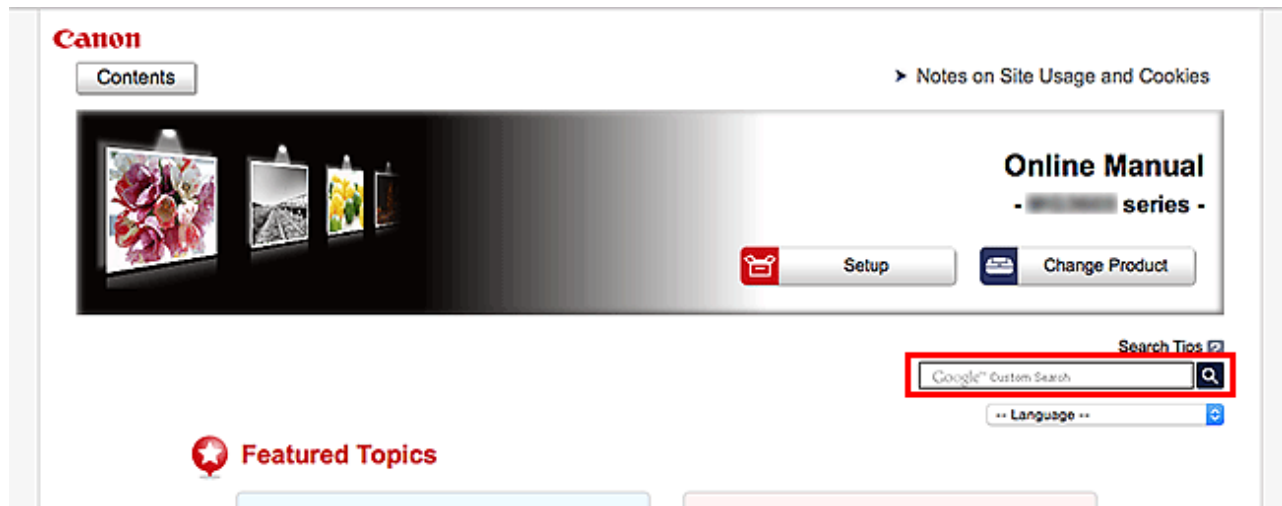 Canon
Contents
Notes on Site Usage and Cookies
Online Manual
- series -
Setup
Change Product
Search Tips
Google™ Custom Search
-- Language --
Featured Topics